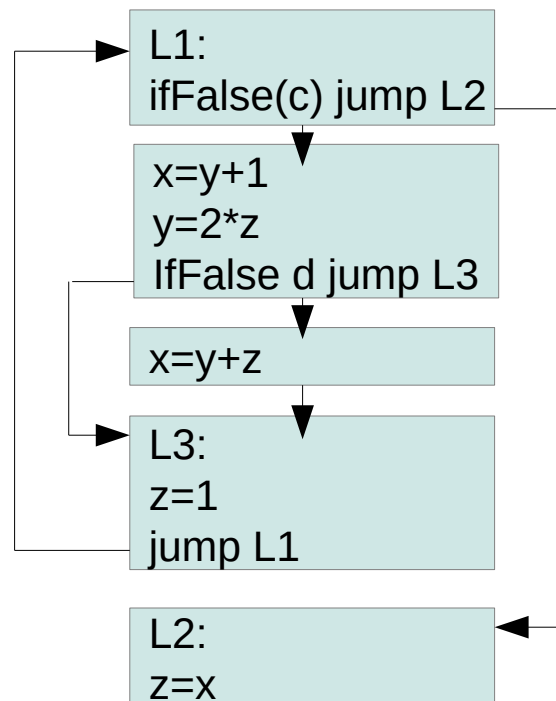 L1:
ifFalse(c) jump L2
x=y+1
y=2*z
IfFalse d jump L3
x=y+z
L3:
z=1
jump L1
L2:
z=x